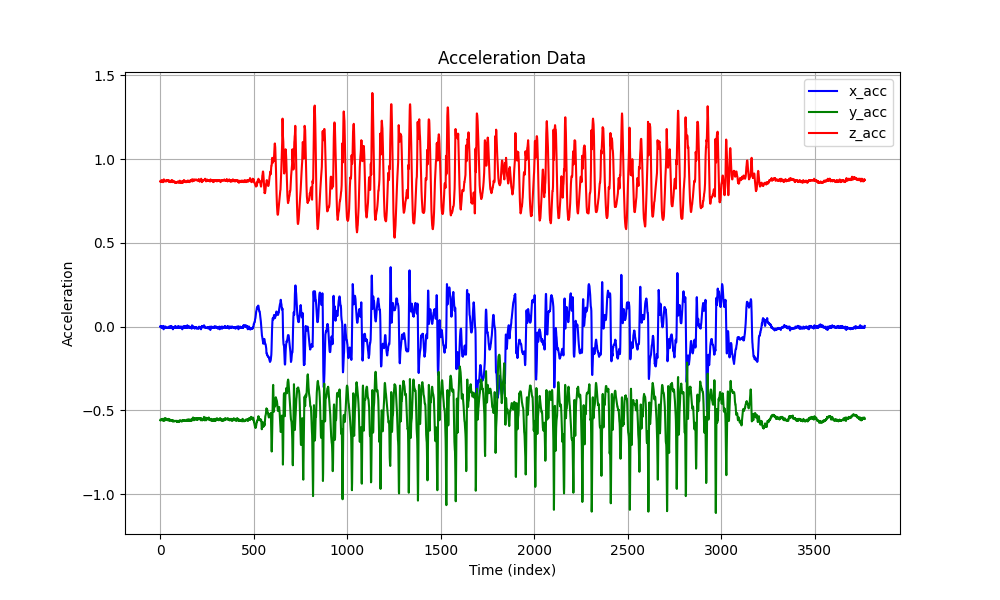 Acceleration Data
x_acc
y_acc
z_acc
Acceleration
1.5
1.0
0.5
0.0
−0.5
−1.0
0 500 1000 1500 2000 2500 3000 3500
Time (index)